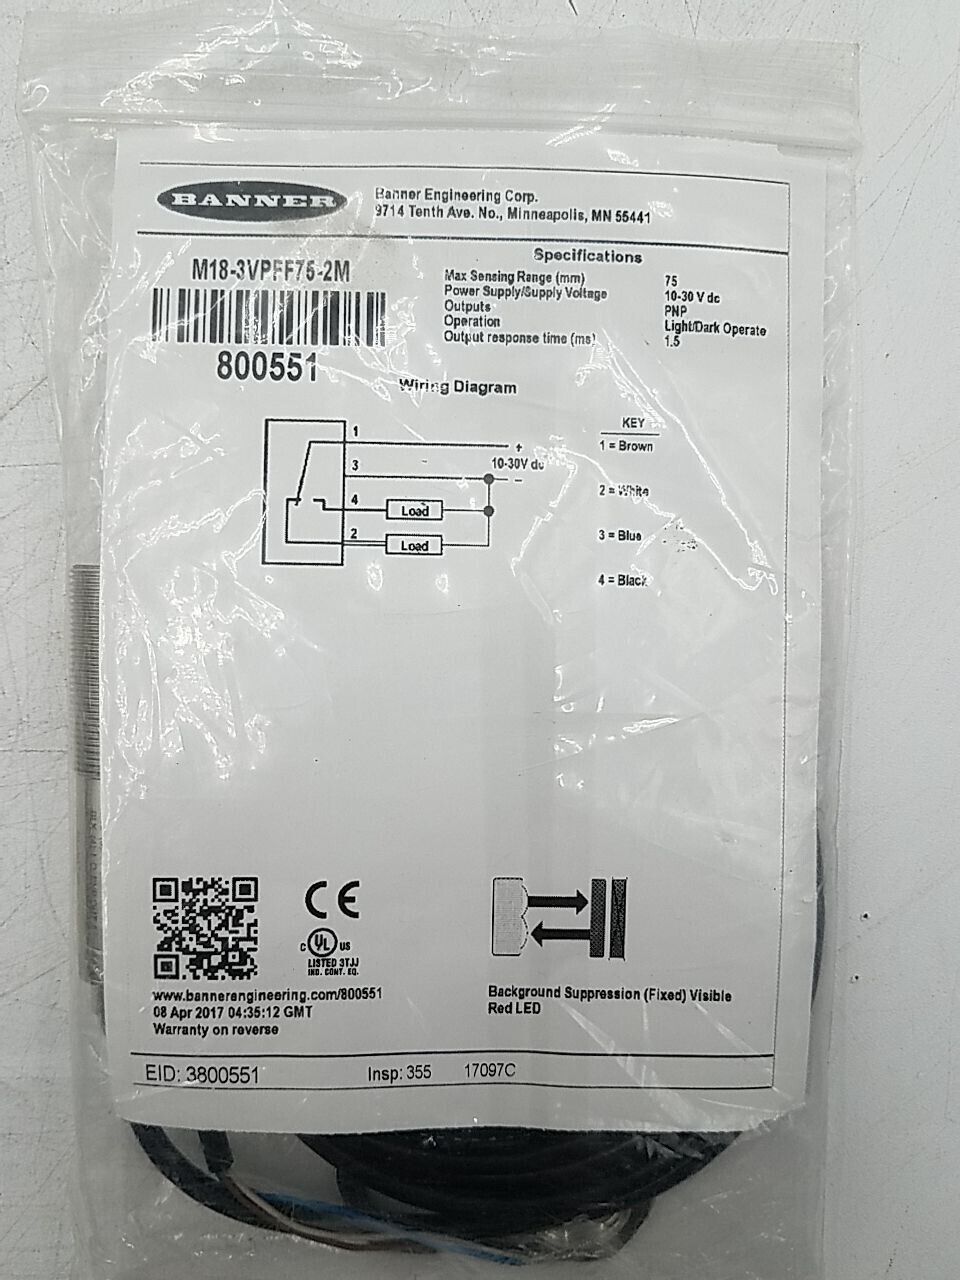 BANNER
Banner Engineering Corp.
9714 Tenth Ave. No., Minneapolis, MN 55441
M18-3VPFF75-2M
800551
Specifications
Max Sensing Range (mm) 75
Power Supply/Supply Voltage 10-30 V dc
Outputs PNP
Operation Light/Dark Operate
Output response time (ms) 1.5
Wiring Diagram
1
+
3
10-30V dc
-
4
Load
2
Load
KEY
1 = Brown
2 = White
3 = Blue
4 = Black
CE
C UL US
LISTED 3TJJ
IND. CONT. EQ.
www.bannerengineering.com/800551
08 Apr 2017 04:35:12 GMT
Warranty on reverse
Background Suppression (Fixed) Visible
Red LED
EID: 3800551 Insp: 355 17097C